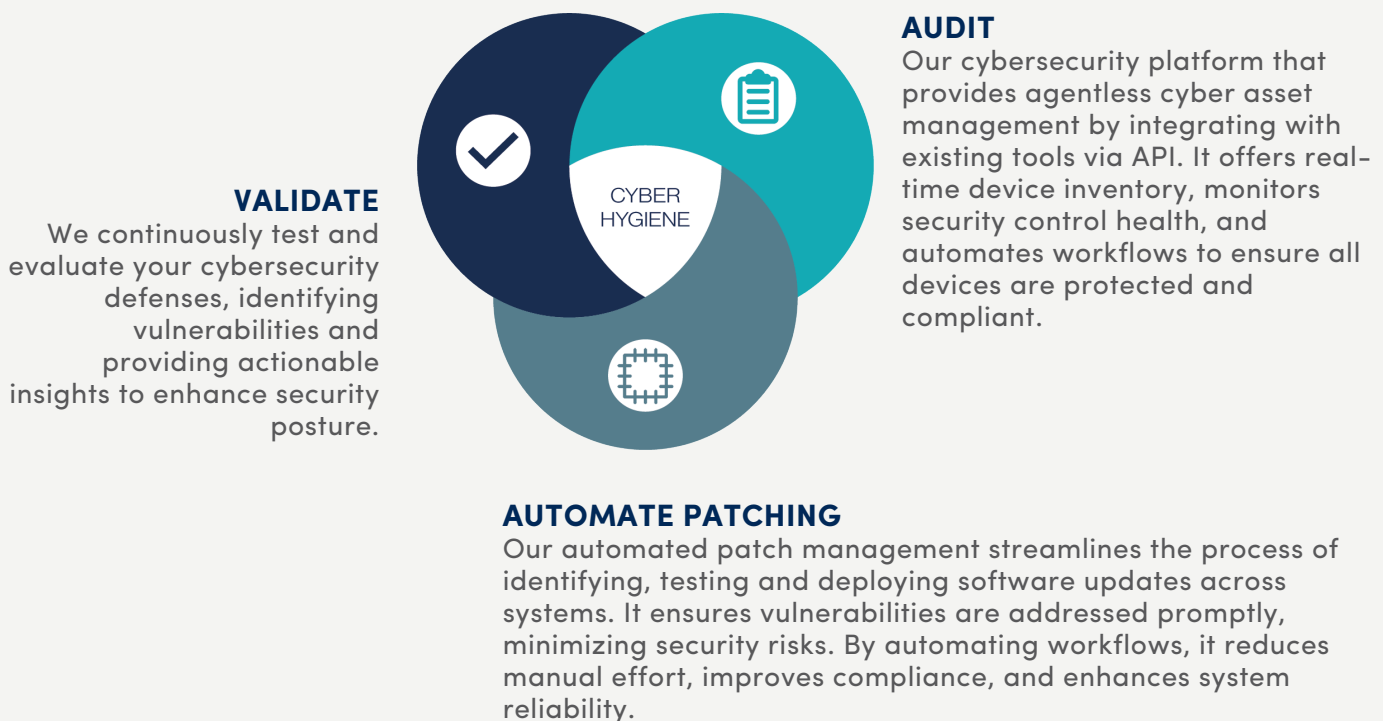 AUDIT
Our cybersecurity platform that
provides agentless cyber asset
management by integrating with
existing tools via API. It offers real-
time device inventory, monitors
security control health, and
automates workflows to ensure all
devices are protected and
compliant.
VALIDATE
We continuously test and
evaluate your cybersecurity
defenses, identifying
vulnerabilities and
providing actionable
insights to enhance security
posture.
CYBER
HYGIENE
AUTOMATE PATCHING
Our automated patch management streamlines the process of
identifying, testing and deploying software updates across
systems. It ensures vulnerabilities are addressed promptly,
minimizing security risks. By automating workflows, it reduces
manual effort, improves compliance, and enhances system
reliability.